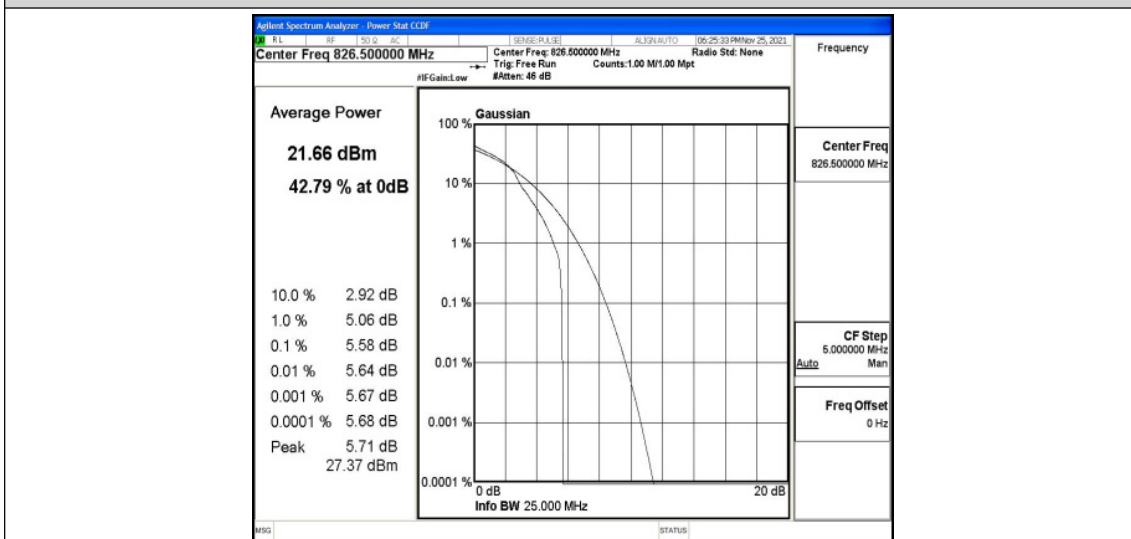 Agilent Spectrum Analyzer - Power Stat CCDF
RL RF 50 Ω AC SENSE:PULSE ALIGN AUTO 06:25:33 PM Nov 25, 2021
Center Freq 826.500000 MHz
Center Freq: 826.500000 MHz Radio Std: None
Trig: Free Run Counts:1.00 M/1.00 Mpt
#IFGain:Low #Atten: 46 dB
Frequency
Average Power
21.66 dBm
42.79 % at 0dB
10.0 % 2.92 dB
1.0 % 5.06 dB
0.1 % 5.58 dB
0.01 % 5.64 dB
0.001 % 5.67 dB
0.0001 % 5.68 dB
Peak 5.71 dB
27.37 dBm
Gaussian
100 %
10 %
1 %
0.1 %
0.01 %
0.001 %
0.0001 %
0 dB 20 dB
Info BW 25.000 MHz
Center Freq
826.500000 MHz
CF Step
5.000000 MHz
Auto Man
Freq Offset
0 Hz
MSG STATUS